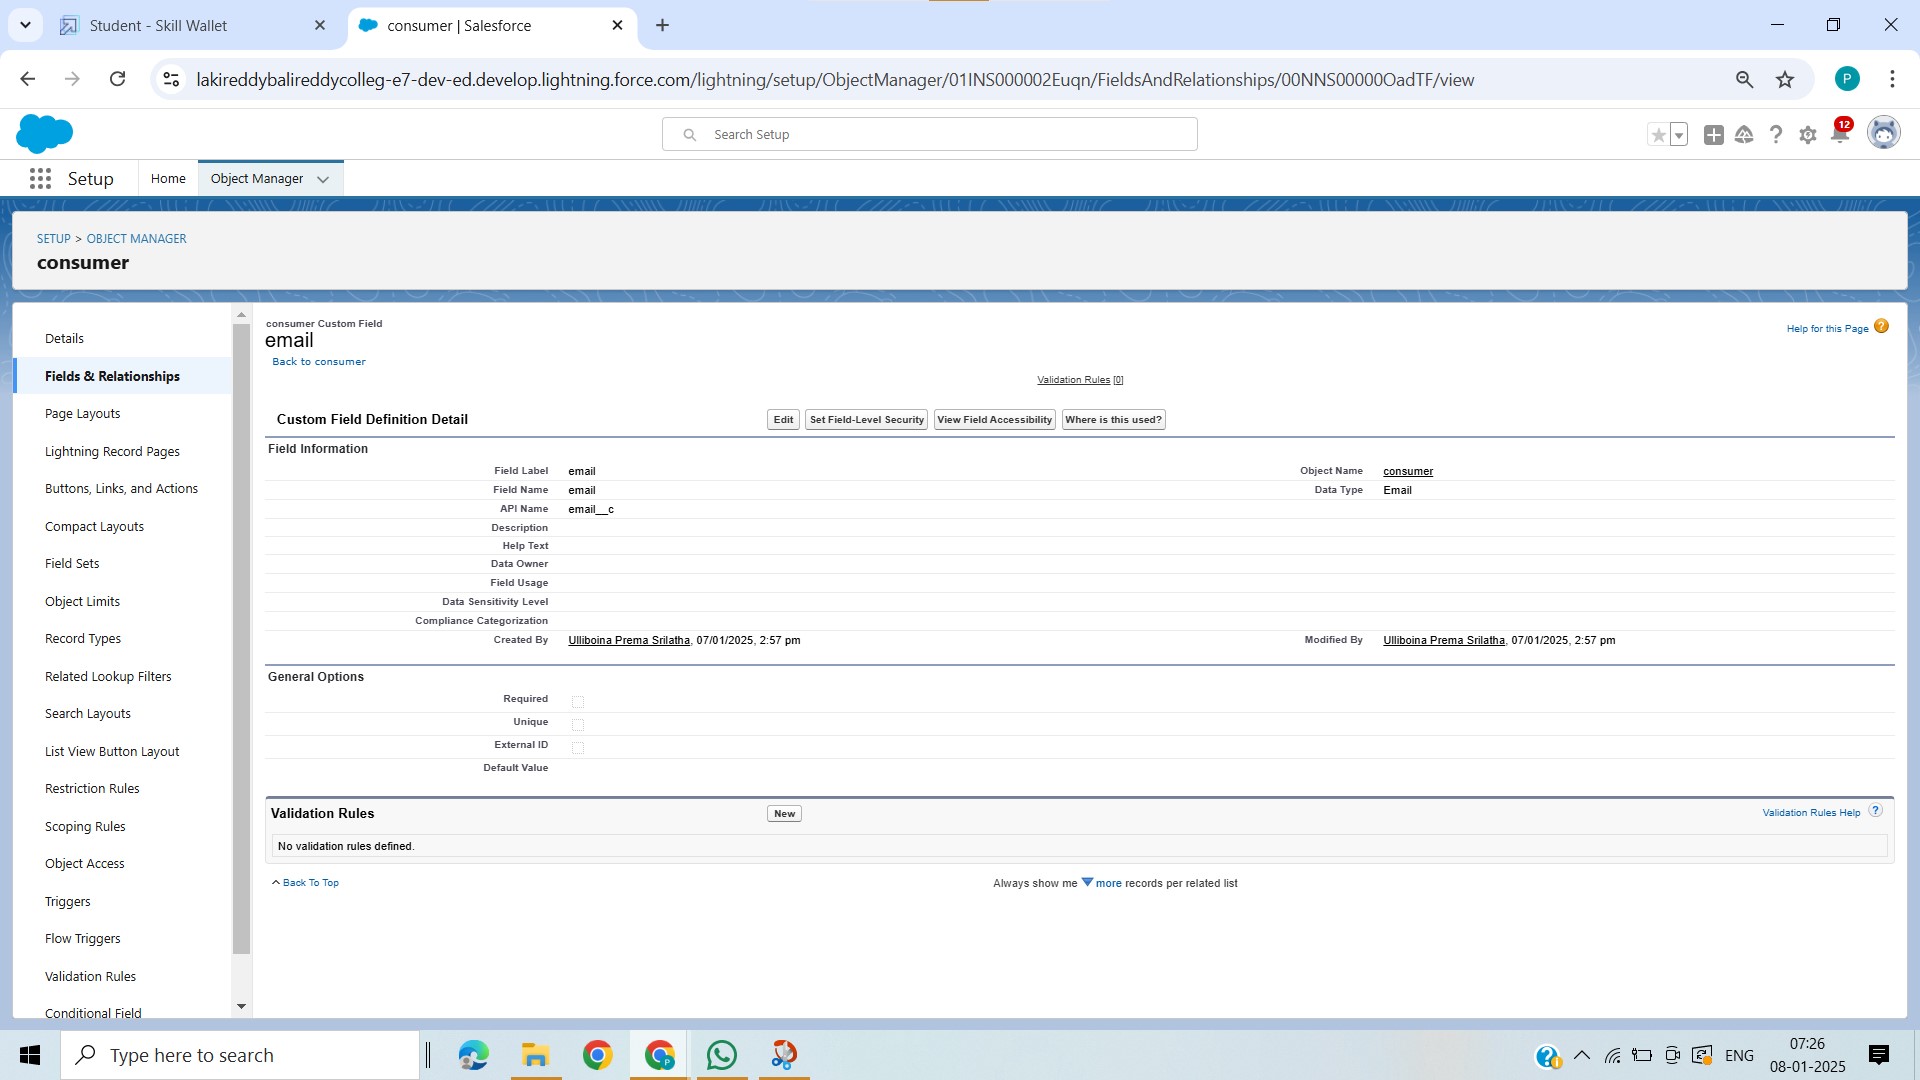 Student - Skill Wallet
consumer | Salesforce
lakireddybalireddycolleg-e7-dev-ed.develop.lightning.force.com/lightning/setup/ObjectManager/01INS000002Euqn/FieldsAndRelationships/00NNS00000OadTF/view
P
Search Setup
12
Setup
Home
Object Manager
SETUP > OBJECT MANAGER
consumer
Details
Fields & Relationships
Page Layouts
Lightning Record Pages
Buttons, Links, and Actions
Compact Layouts
Field Sets
Object Limits
Record Types
Related Lookup Filters
Search Layouts
List View Button Layout
Restriction Rules
Scoping Rules
Object Access
Triggers
Flow Triggers
Validation Rules
Conditional Field
consumer Custom Field
email
Back to consumer
Help for this Page
Validation Rules [0]
Custom Field Definition Detail
Edit Set Field-Level Security View Field Accessibility Where is this used?
Field Information
Field Label email Object Name consumer
Field Name email Data Type Email
API Name email__c
Description
Help Text
Data Owner
Field Usage
Data Sensitivity Level
Compliance Categorization
Created By Ulliboina Prema Srilatha, 07/01/2025, 2:57 pm Modified By Ulliboina Prema Srilatha, 07/01/2025, 2:57 pm
General Options
Required
Unique
External ID
Default Value
Validation Rules New Validation Rules Help ?
No validation rules defined.
Back To Top
Always show me more records per related list
Type here to search
ENG
07:26
08-01-2025